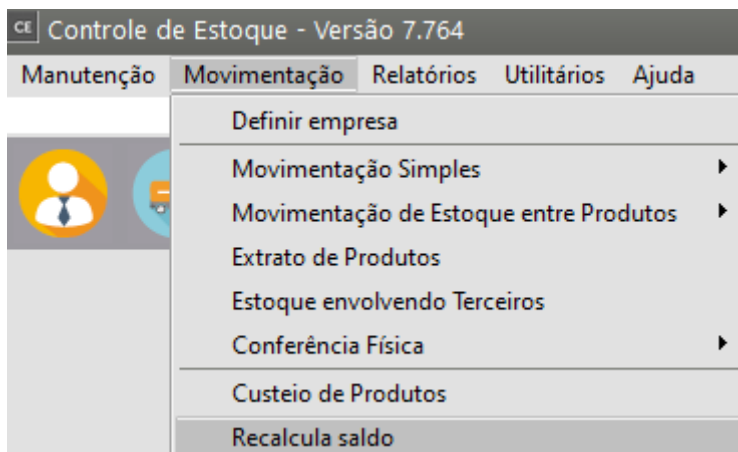 CE Controle de Estoque - Versão 7.764
Manutenção Movimentação Relatórios Utilitários Ajuda
Definir empresa
Movimentação Simples
Movimentação de Estoque entre Produtos
Extrato de Produtos
Estoque envolvendo Terceiros
Conferência Física
Custeio de Produtos
Recalcula saldo